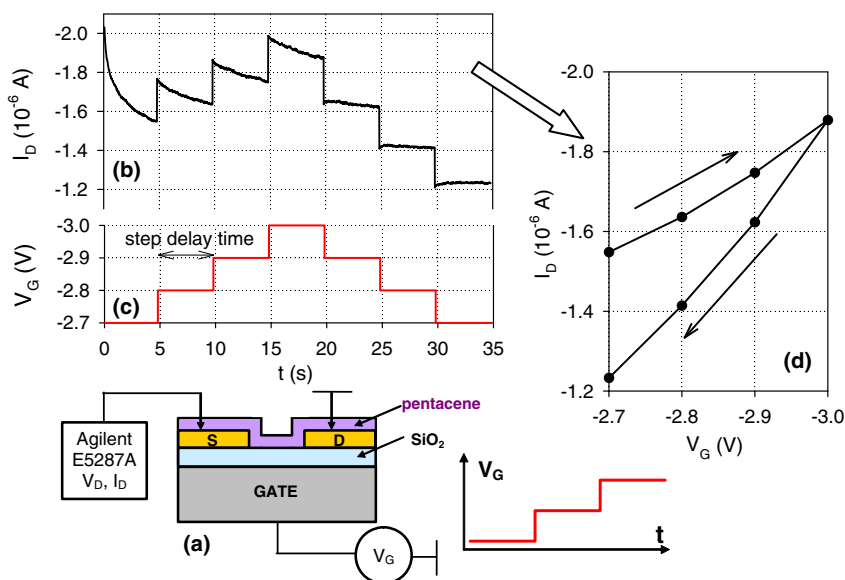 -2.0
-1.8
-1.6
-1.4
-1.2
I_D (10^-6 A)
(b)
-3.0
-2.9
-2.8
-2.7
V_G (V)
step delay time
(c)
0 5 10 15 20 25 30 35
t (s)
-2.0
-1.8
-1.6
-1.4
-1.2
I_D (10^-6 A)
(d)
-2.7 -2.8 -2.9 -3.0
V_G (V)
pentacene
Agilent
E5287A
V_D, I_D
S
D
SiO₂
GATE
(a)
V_G
V_G
t